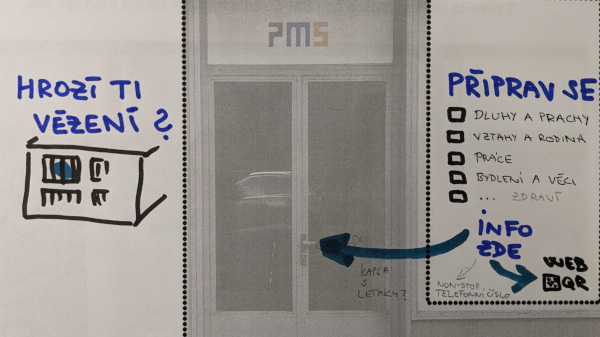 PMS
HROZÍ TI
VĚZENÍ?
PŘIPRAV SE
DLUHY A PRACHY
VZTAHY A RODINA
PRÁCE
BYDLENÍ A VĚCI
... ZDRAVÍ
INFO
ZDE
WEB
QR
NON-STOP
TELEFONNÍ ČÍSLO
KAPSA
S
LETÁKY?